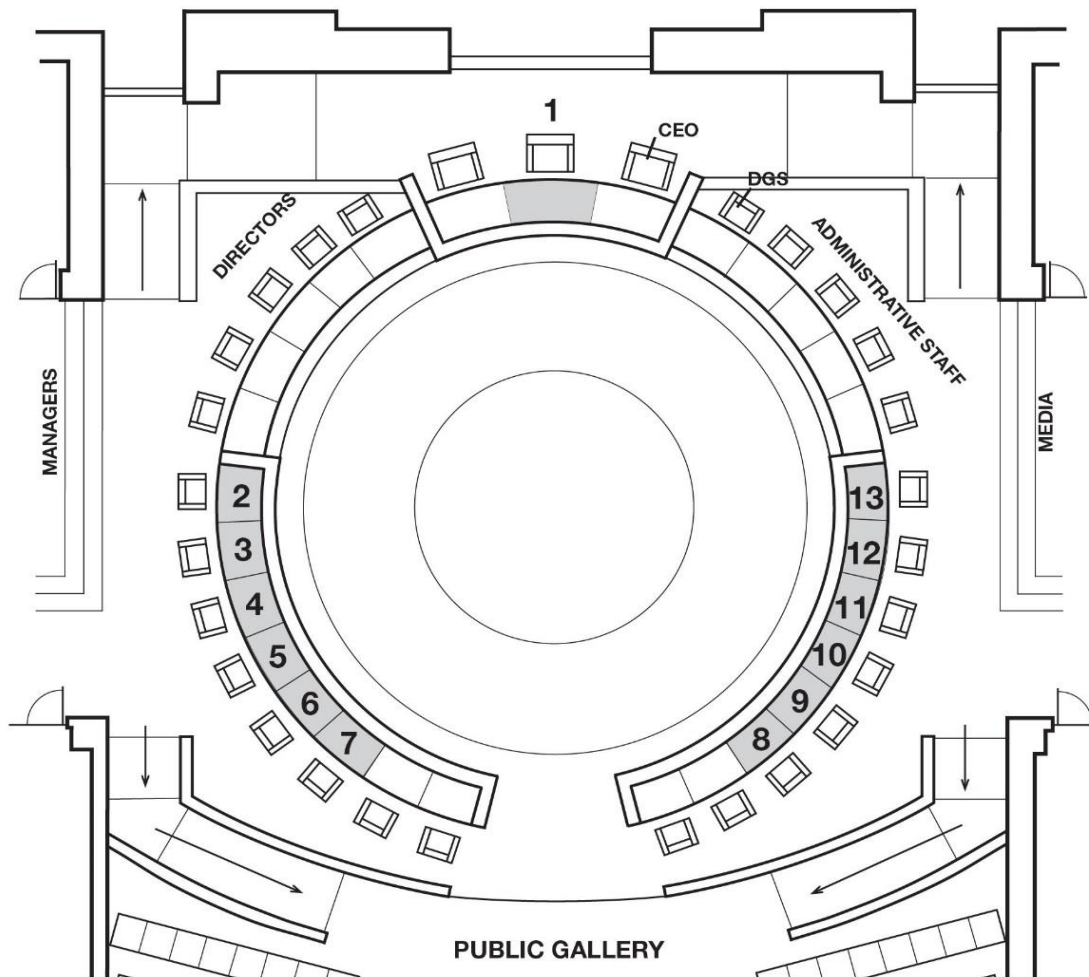 1
CEO
DGS
DIRECTORS
ADMINISTRATIVE STAFF
MANAGERS
MEDIA
2
3
4
5
6
7
8
9
10
11
12
13
PUBLIC GALLERY